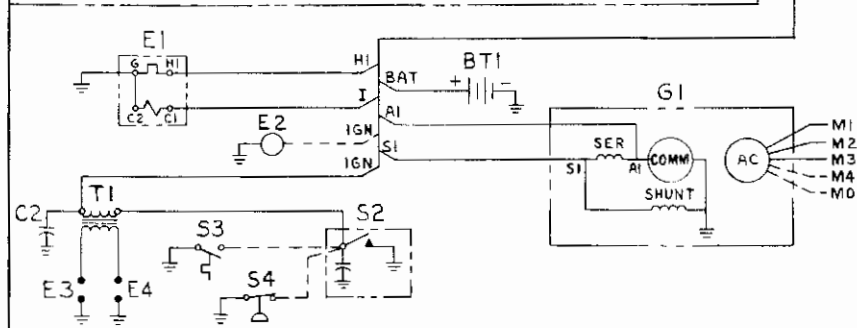 E1
G H1
C2 C1
H1
BAT
BT1
+ -
I
A1
E2
IGN
S1
IGN
G1
SER
S1 A1
COMM
SHUNT
AC
M1
M2
M3
M4
M0
T1
C2
S3
S2
S4
E3 E4